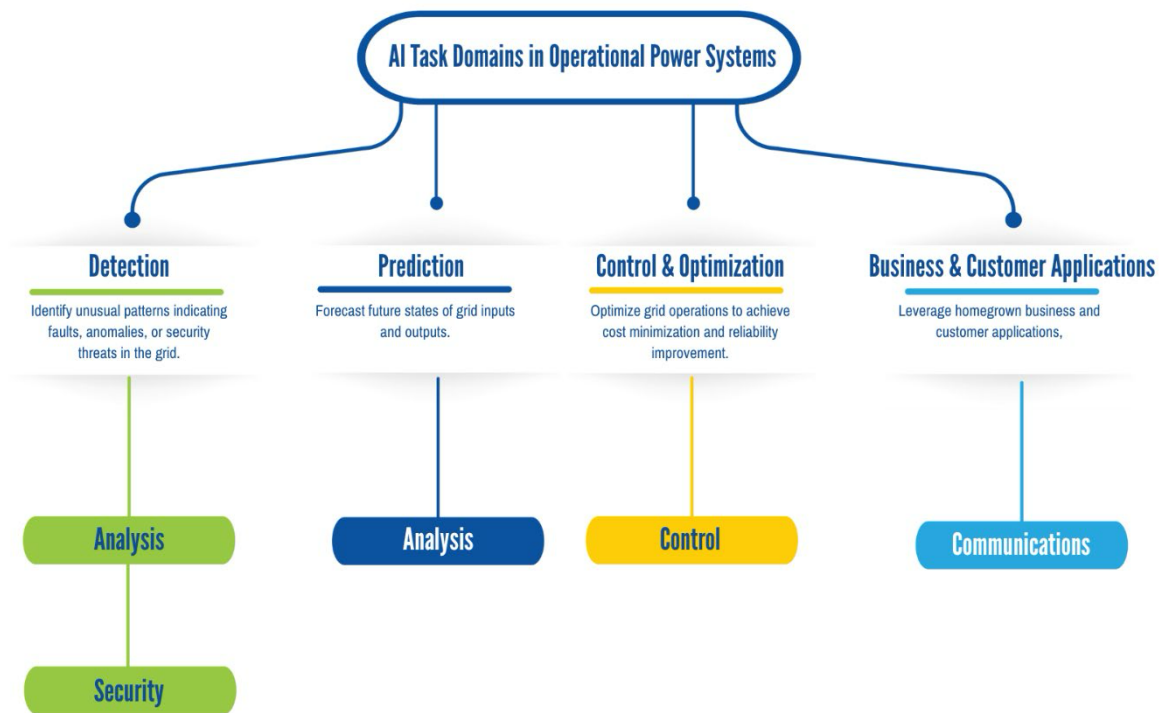 AI Task Domains in Operational Power Systems
Detection
Identify unusual patterns indicating
faults, anomalies, or security
threats in the grid.
Analysis
Security
Prediction
Forecast future states of grid inputs
and outputs.
Analysis
Control & Optimization
Optimize grid operations to achieve
cost minimization and reliability
improvement.
Control
Business & Customer Applications
Leverage homegrown business and
customer applications,
Communications